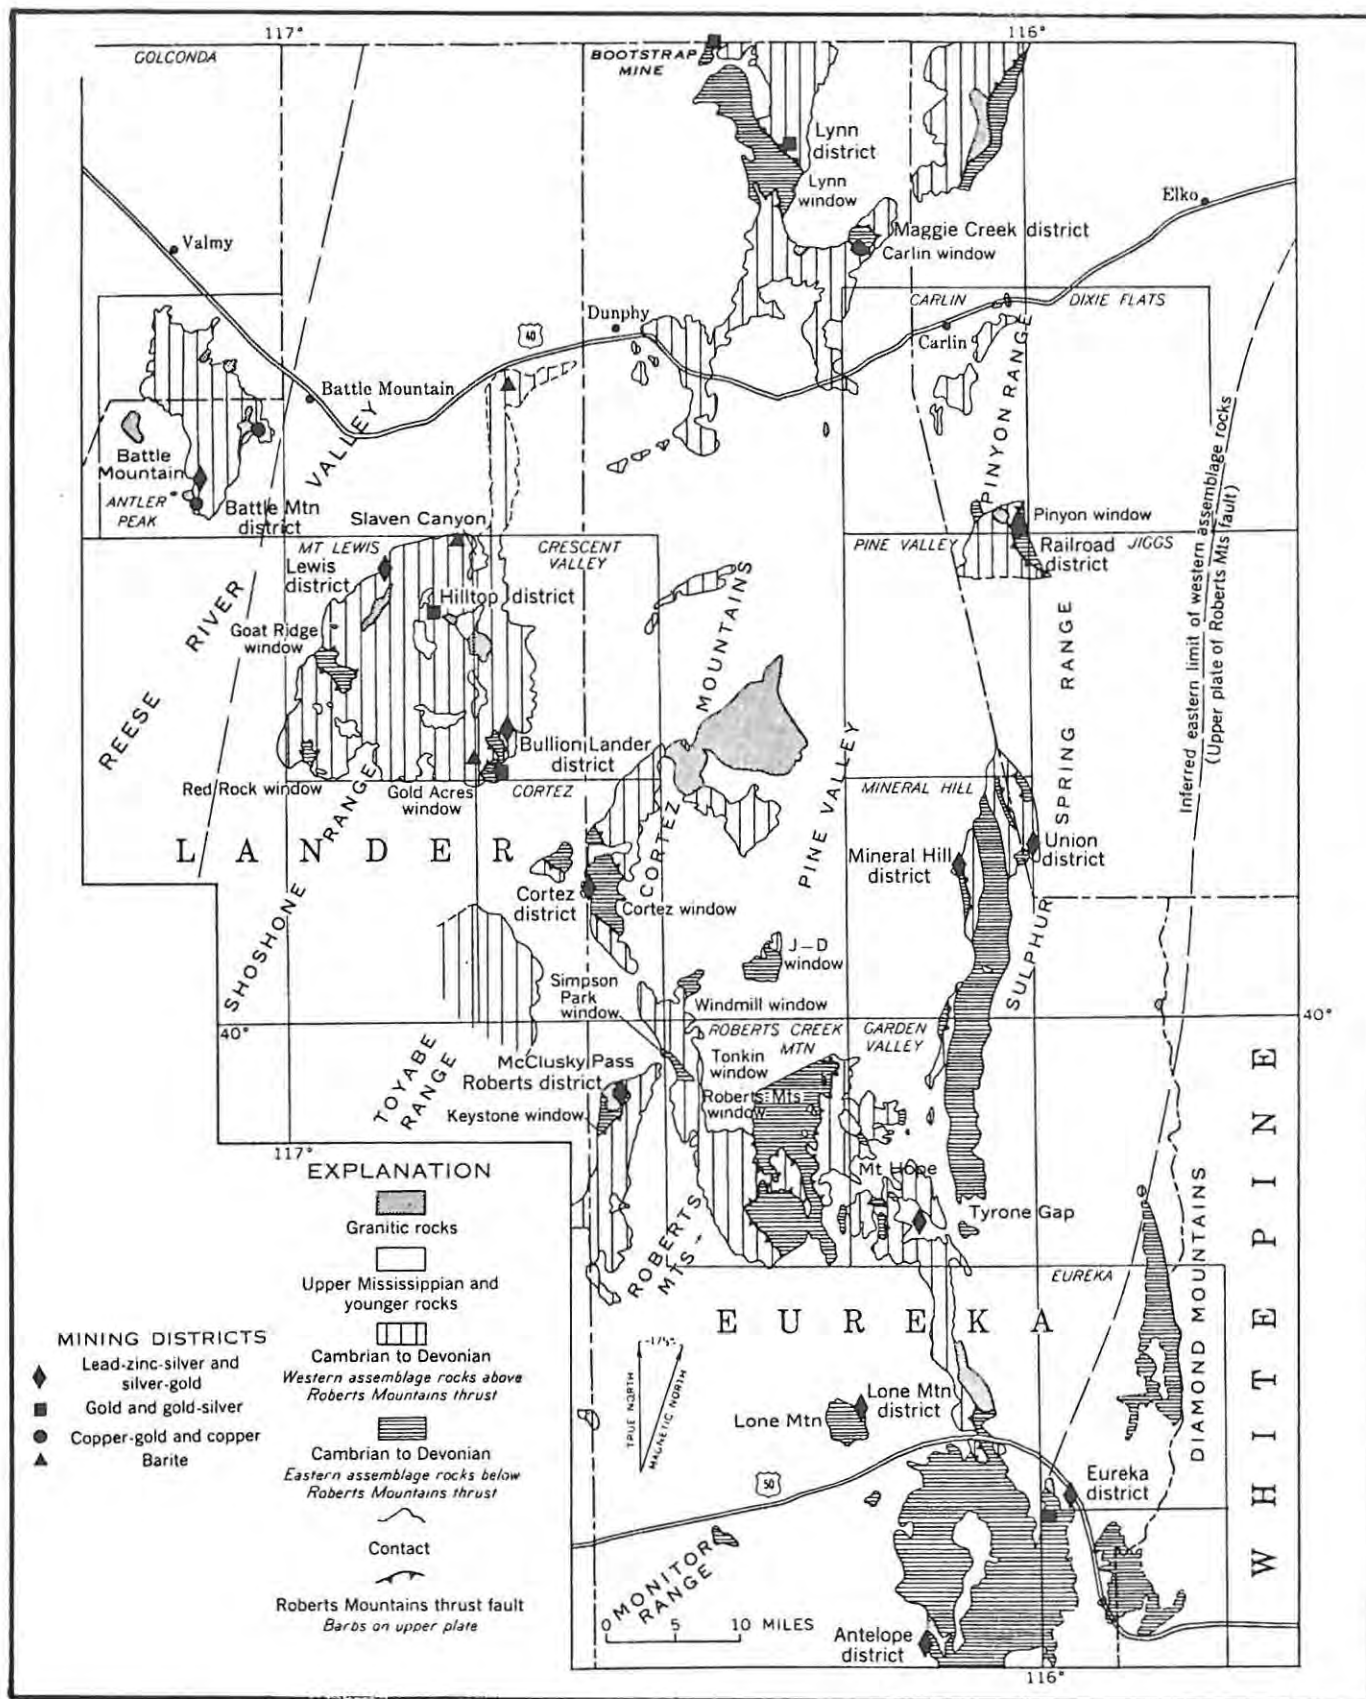 117°
116°
GOLCONDA
BOOTSTRAP
MINE
Lynn
district
Lynn
window
Elko
Valmy
Maggie Creek district
Carlin window
CARLIN
DIXIE FLATS
Dunphy
40
Carlin
Battle Mountain
PINYON RANGE
VALLEY
Battle
Mountain
ANTLER
PEAK
Battle Mtn
district
Slaven Canyon
Pinyon window
MT LEWIS
Lewis
district
CRESCENT
VALLEY
PINE VALLEY
Railroad
district
JIGGS
Hilltop district
RIVER
Goat Ridge
window
MOUNTAINS
REESE
SPRING RANGE
Inferred eastern limit of western assemblage rocks
(Upper plate of Roberts Mts fault)
Bullion Lander
district
Red Rock window
RANGE
Gold Acres
window
CORTEZ
MINERAL HILL
PINE VALLEY
LANDER
CORTEZ
Mineral Hill
district
Union
district
Cortez
district
Cortez window
SHOSHONE
J–D
window
SULPHUR
Simpson
Park
window
Windmill window
40°
ROBERTS CREEK
MTN
GARDEN
VALLEY
40°
TOYABE
RANGE
McClusky Pass
Roberts district
Tonkin
window
Keystone window
Roberts Mts
window
117°
Mt Hope
Tyrone Gap
ROBERTS
MTS
EUREKA
DIAMOND MOUNTAINS
WHITE PINE
EUREKA
EXPLANATION
Granitic rocks
Upper Mississippian and
younger rocks
Cambrian to Devonian
Western assemblage rocks above
Roberts Mountains thrust
Cambrian to Devonian
Eastern assemblage rocks below
Roberts Mountains thrust
Contact
Roberts Mountains thrust fault
Barbs on upper plate
MINING DISTRICTS
Lead-zinc-silver and
silver-gold
Gold and gold-silver
Copper-gold and copper
Barite
TRUE NORTH
MAGNETIC NORTH
Lone Mtn
Lone Mtn
district
50
Eureka
district
MONITOR
RANGE
0 5 10 MILES
Antelope
district
116°